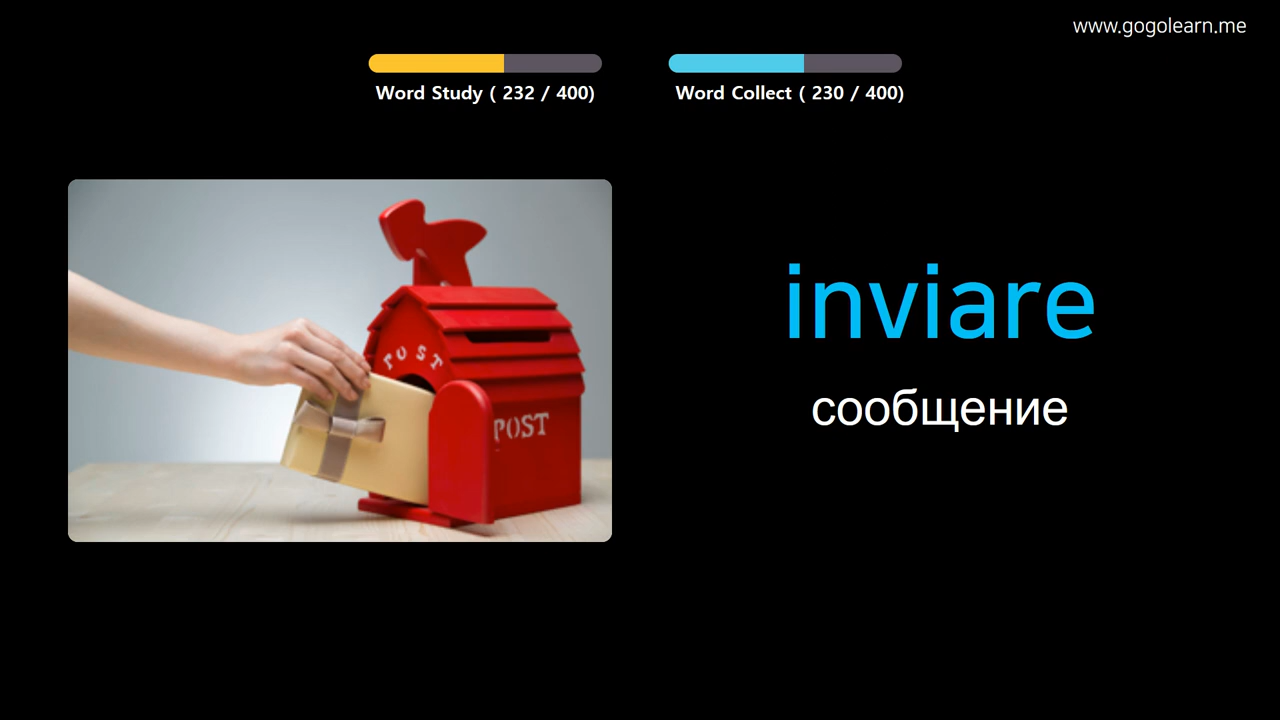 www.gogolearn.me
Word Study ( 232 / 400)
Word Collect ( 230 / 400)
POST
POST
inviare
сообщение